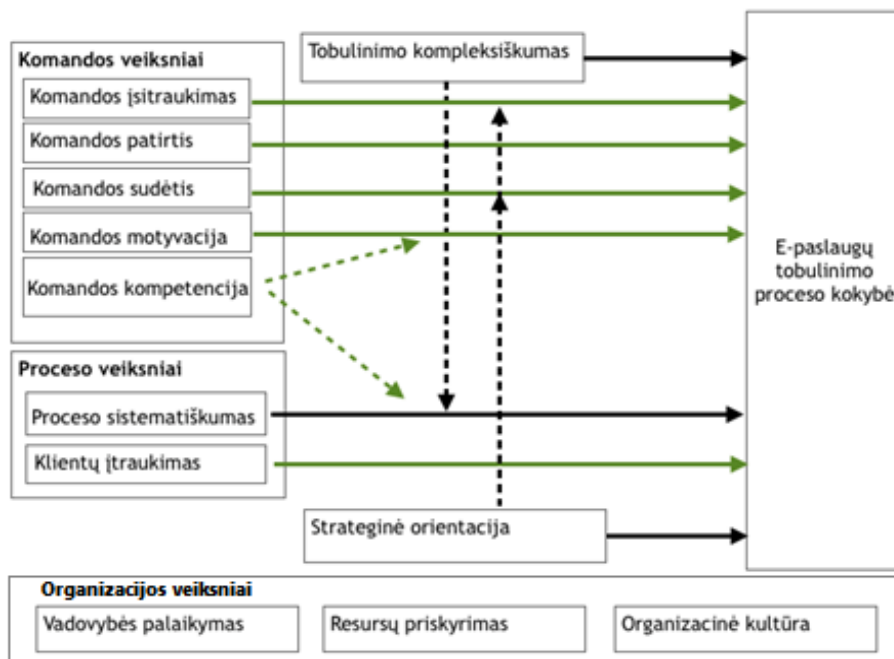 Tobulinimo kompleksiškumas
Komandos veiksniai
Komandos įsitraukimas
Komandos patirtis
Komandos sudėtis
Komandos motyvacija
Komandos kompetencija
E-paslaugų
tobulinimo
proceso kokybė
Proceso veiksniai
Proceso sistematiškumas
Klientų įtraukimas
Strateginė orientacija
Organizacijos veiksniai
Vadovybės palaikymas
Resursų priskyrimas
Organizacinė kultūra